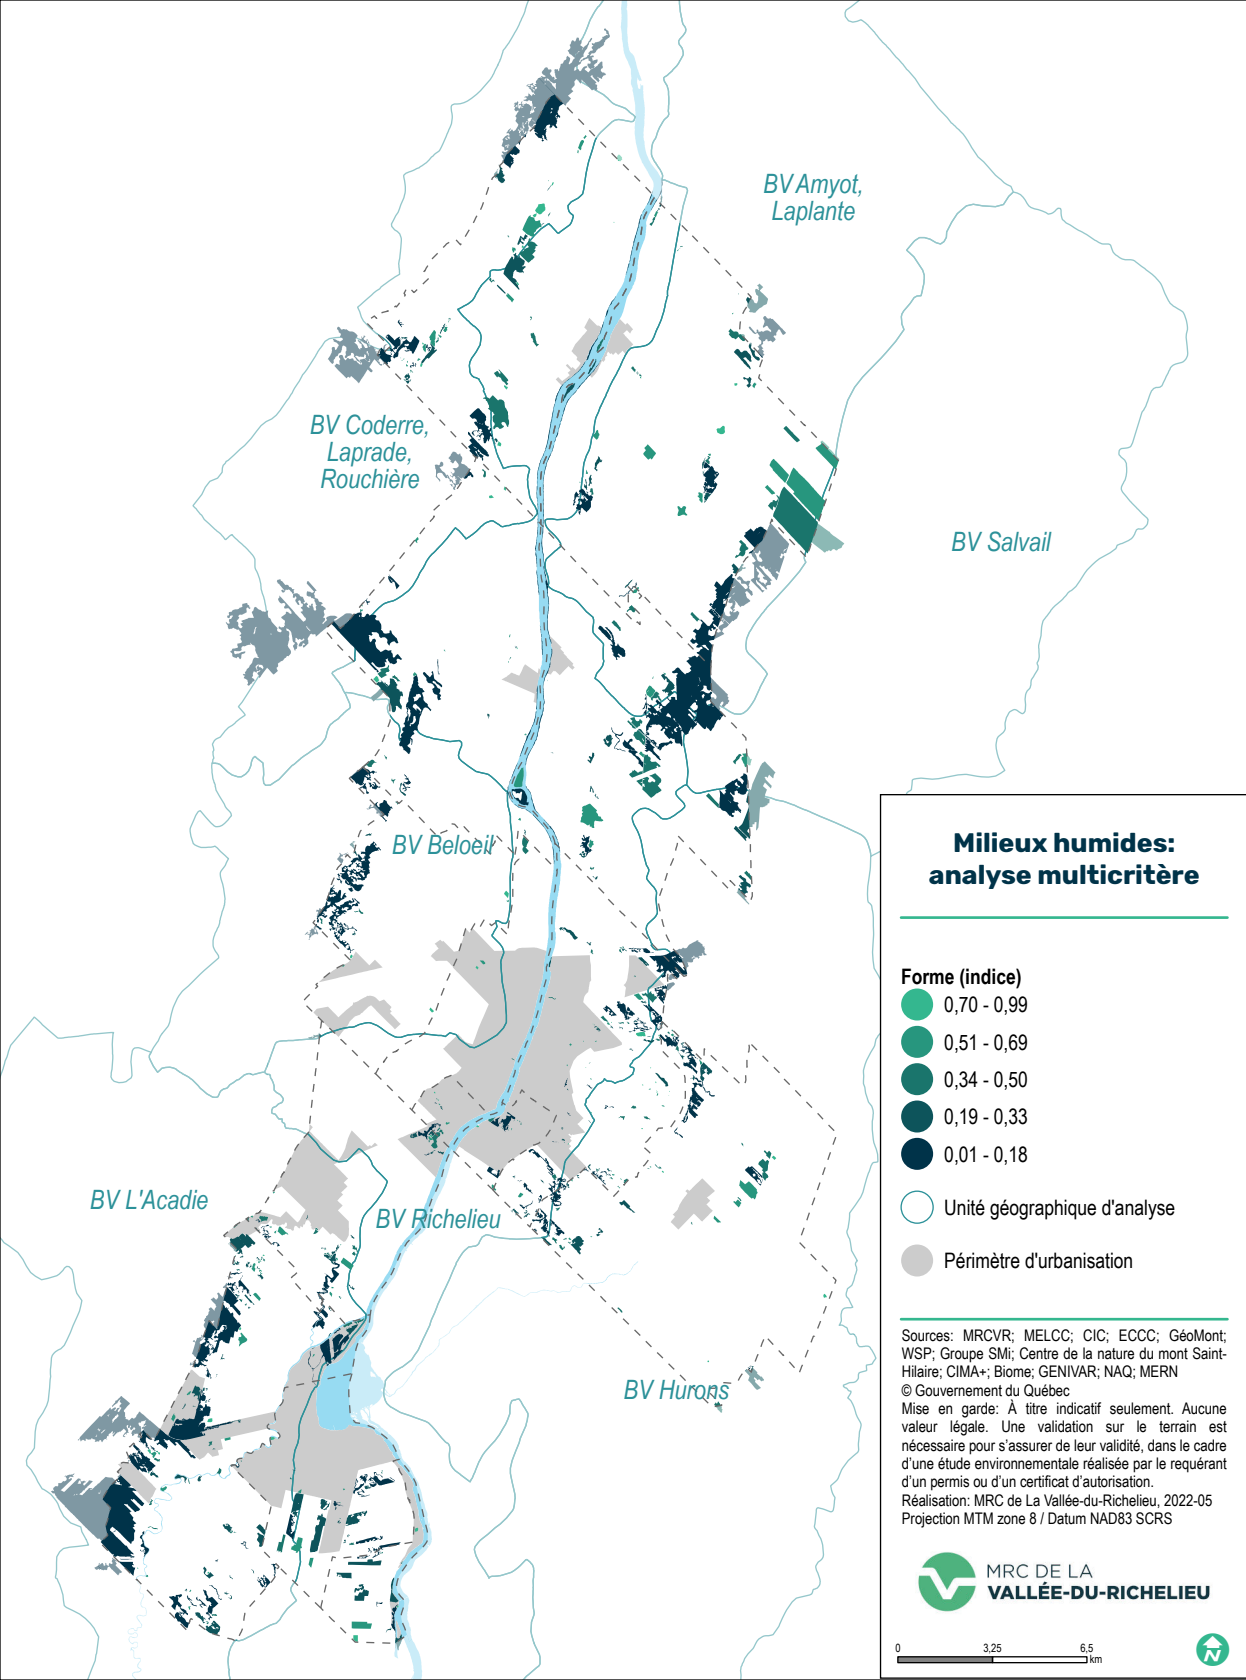 BV Amyot,
Laplante
BV Coderre,
Laprade,
Rouchière
BV Salvail
BV Beloeil
BV L'Acadie
BV Richelieu
BV Hurons
Milieux humides:
analyse multicritère
Forme (indice)
0,70 - 0,99
0,51 - 0,69
0,34 - 0,50
0,19 - 0,33
0,01 - 0,18
Unité géographique d'analyse
Périmètre d'urbanisation
Sources: MRCVR; MELCC; CIC; ECCC; GéoMont;
WSP; Groupe SMi; Centre de la nature du mont Saint-
Hilaire; CIMA+; Biome; GENIVAR; NAQ; MERN
© Gouvernement du Québec
Mise en garde: À titre indicatif seulement. Aucune
valeur légale. Une validation sur le terrain est
nécessaire pour s'assurer de leur validité, dans le cadre
d'une étude environnementale réalisée par le requérant
d'un permis ou d'un certificat d'autorisation.
Réalisation: MRC de La Vallée-du-Richelieu, 2022-05
Projection MTM zone 8 / Datum NAD83 SCRS
MRC DE LA
VALLÉE-DU-RICHELIEU
0 3,25 6,5
km
N